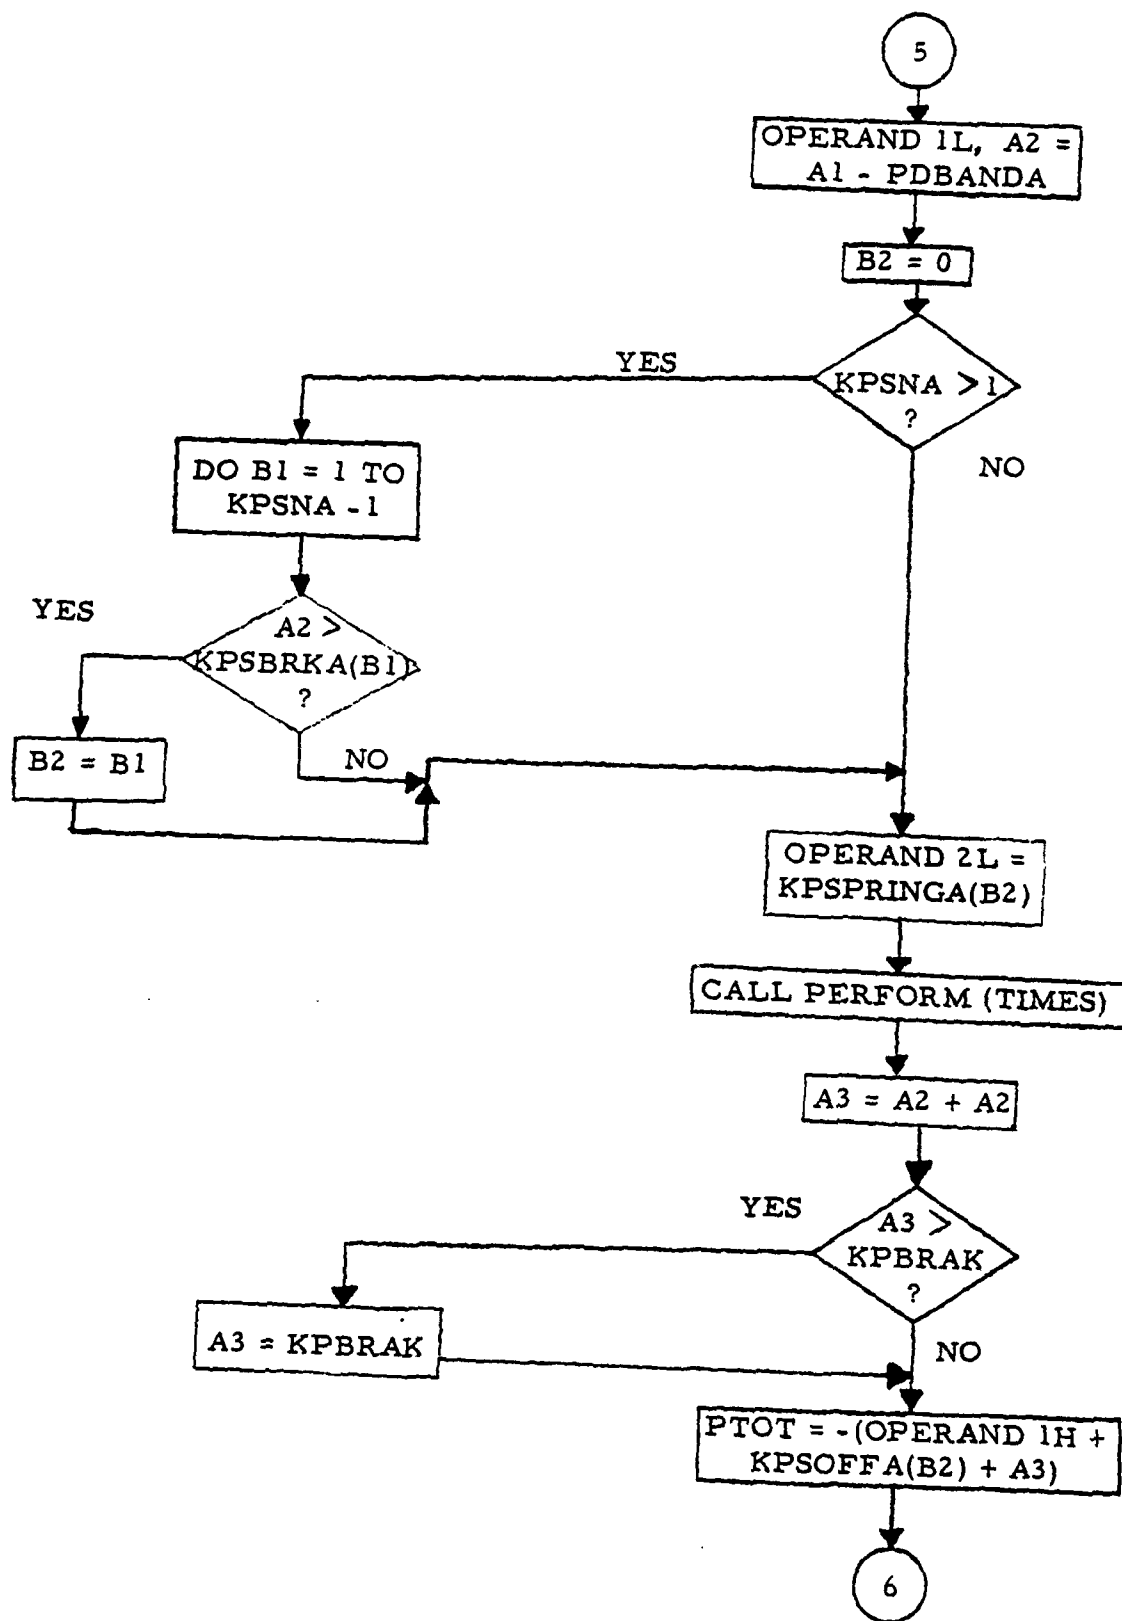 5
OPERAND 1L, A2 =
A1 - PDBANDA
B2 = 0
YES
KPSNA > 1
?
NO
DO B1 = 1 TO
KPSNA - 1
YES
A2 >
KPSBRKA(B1)
?
B2 = B1
NO
OPERAND 2L =
KPSPRINGA(B2)
CALL PERFORM (TIMES)
A3 = A2 + A2
YES
A3 >
KPBRAK
?
A3 = KPBRAK
NO
PTOT = -(OPERAND 1H +
KPSOFFA(B2) + A3)
6